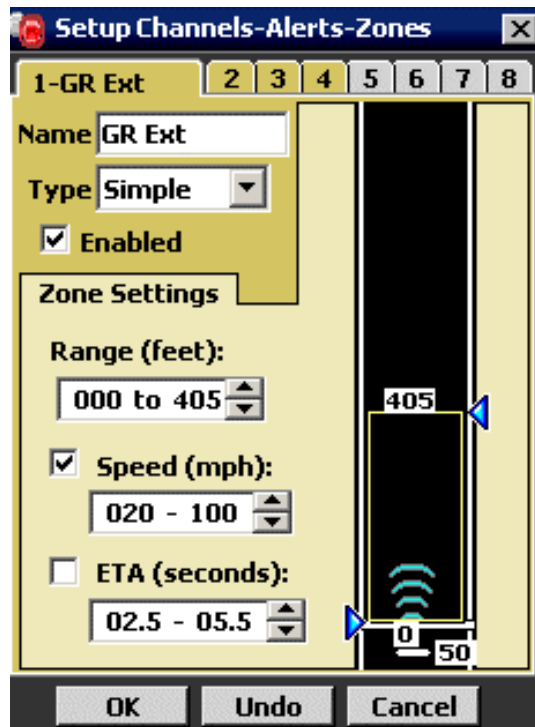 Setup Channels-Alerts-Zones
1-GR Ext 2 3 4 5 6 7 8
Name GR Ext
Type Simple
Enabled
Zone Settings
Range (feet):
000 to 405
405
Speed (mph):
020 - 100
ETA (seconds):
02.5 - 05.5
0
50
OK Undo Cancel